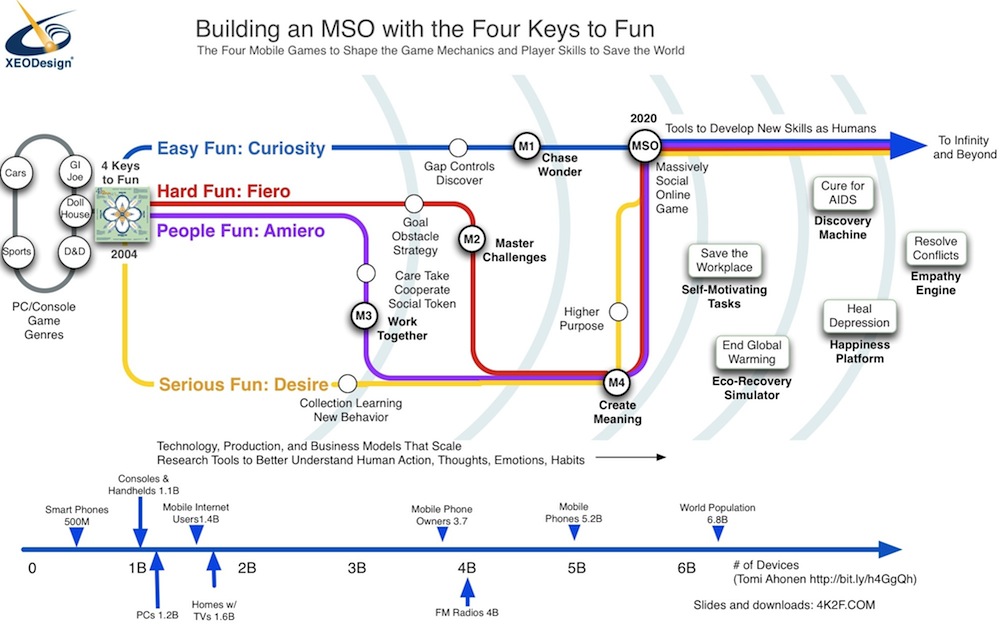 XEODesign®
Building an MSO with the Four Keys to Fun
The Four Mobile Games to Shape the Game Mechanics and Player Skills to Save the World
Cars
GI
Joe
Doll
House
Sports
D&D
PC/Console
Game
Genres
4 Keys
to Fun
2004
Easy Fun: Curiosity
Gap Controls
Discover
M1
Chase
Wonder
Hard Fun: Fiero
Goal
Obstacle
Strategy
M2
Master
Challenges
People Fun: Amiero
Care Take
Cooperate
Social Token
M3
Work
Together
Serious Fun: Desire
Collection Learning
New Behavior
Higher
Purpose
M4
Create
Meaning
2020
MSO
Massively
Social
Online
Game
Tools to Develop New Skills as Humans
To Infinity
and Beyond
Cure for
AIDS
Discovery
Machine
Resolve
Conflicts
Empathy
Engine
Save the
Workplace
Self-Motivating
Tasks
Heal
Depression
Happiness
Platform
End Global
Warming
Eco-Recovery
Simulator
Technology, Production, and Business Models That Scale
Research Tools to Better Understand Human Action, Thoughts, Emotions, Habits
Smart Phones
500M
Consoles &
Handhelds 1.1B
Mobile Internet
Users1.4B
Mobile Phone
Owners 3.7
Mobile
Phones 5.2B
World Population
6.8B
0
1B
2B
3B
4B
5B
6B
# of Devices
(Tomi Ahonen http://bit.ly/h4GgQh)
PCs 1.2B
Homes w/
TVs 1.6B
FM Radios 4B
Slides and downloads: 4K2F.COM